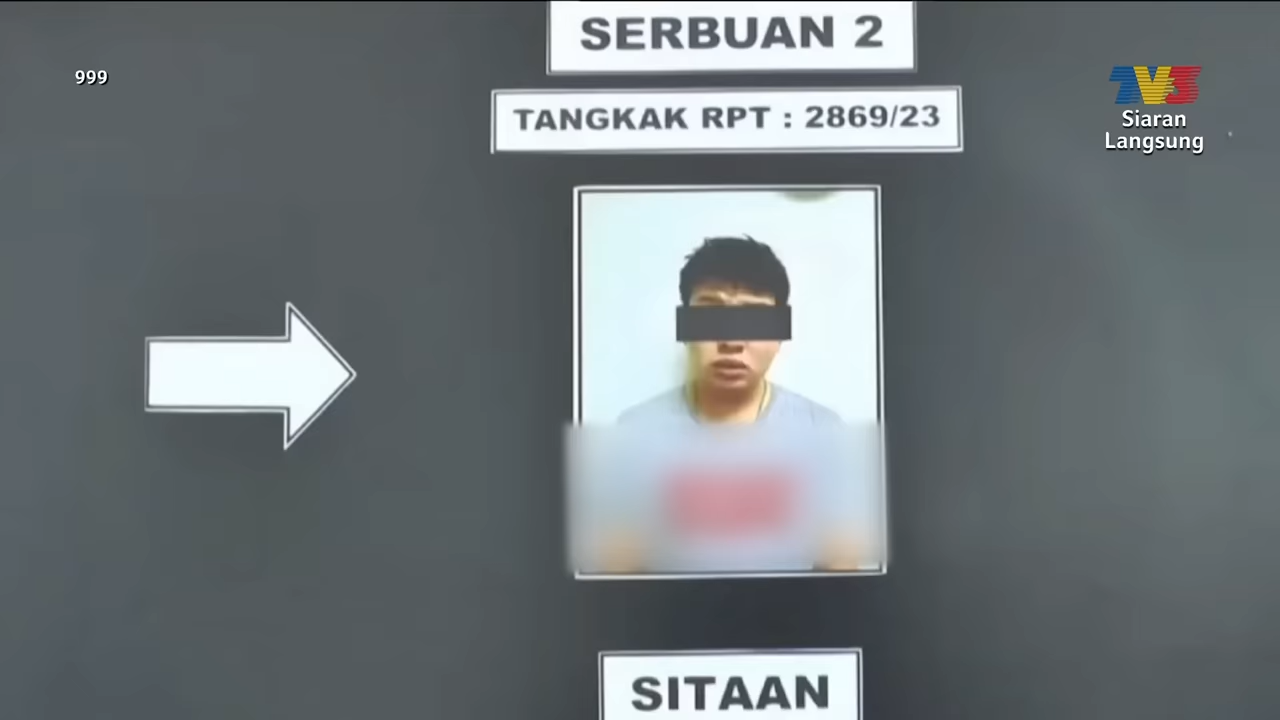 SERBUAN 2
999
TV3
Siaran
Langsung
TANGKAK RPT : 2869/23
SITAAN